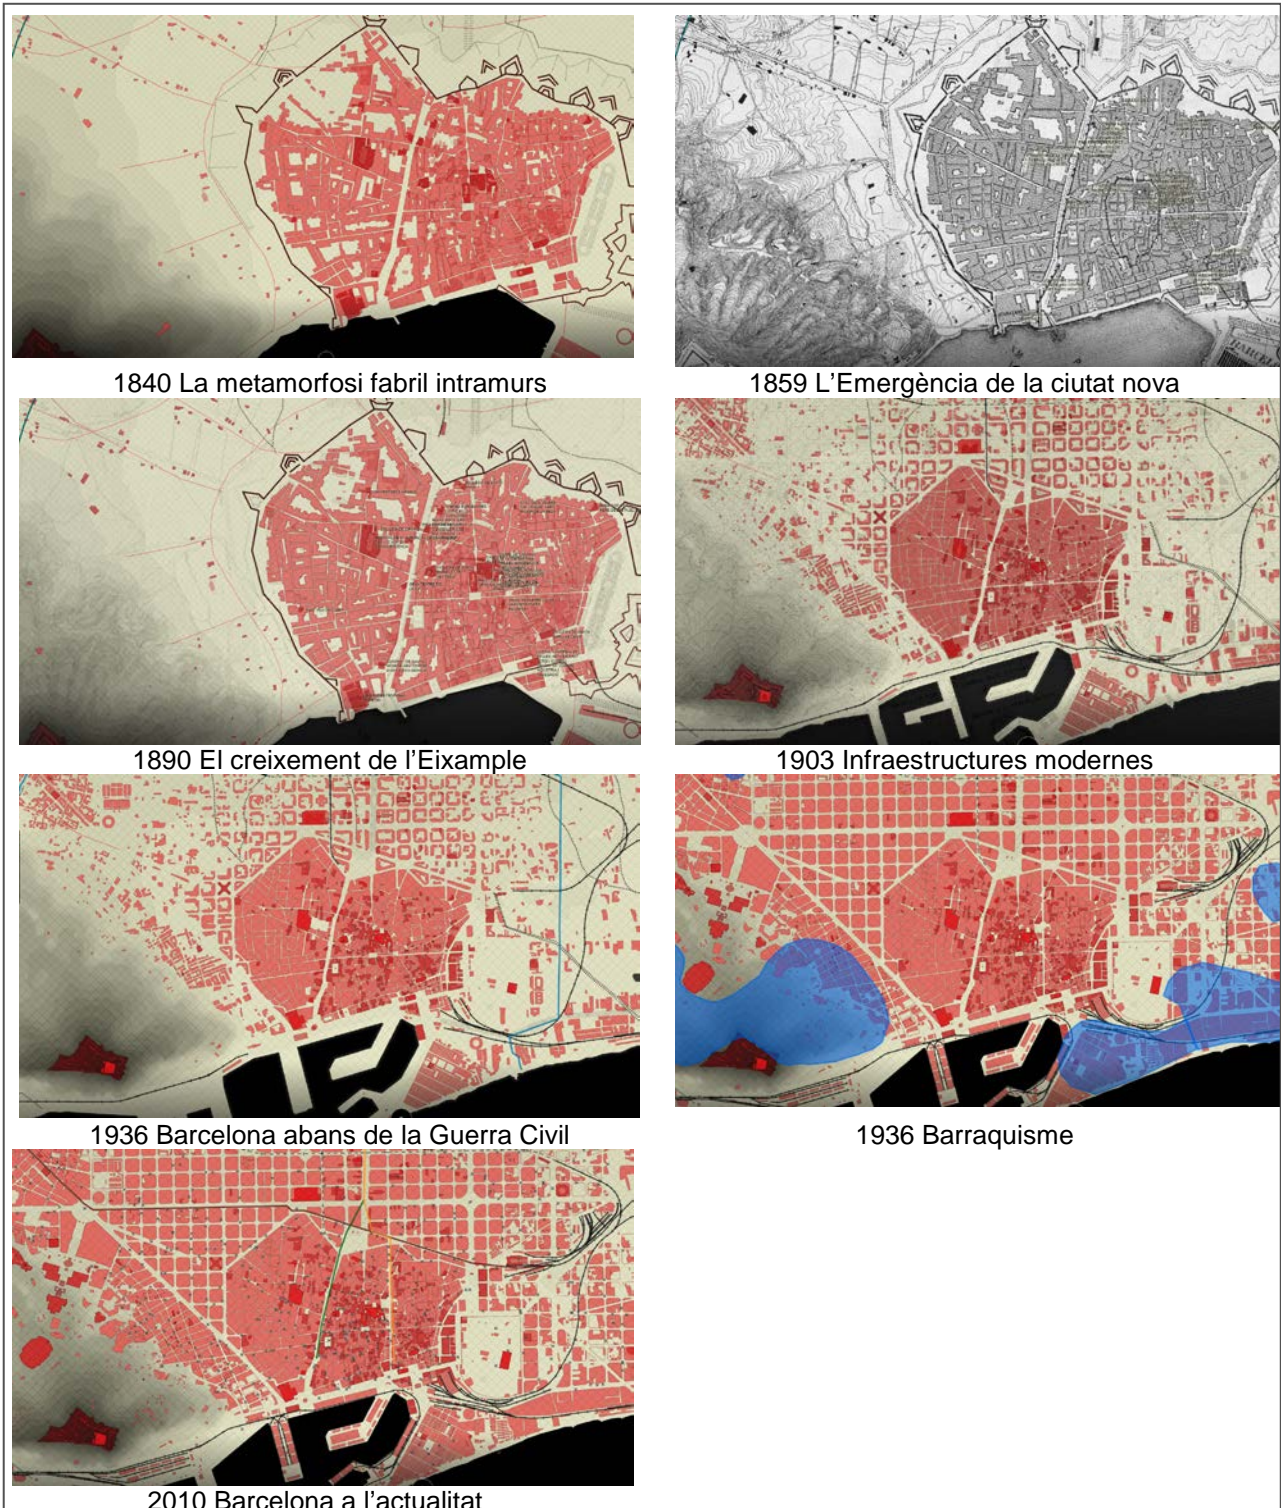 1840 La metamorfosi fabril intramurs
1859 L’Emergència de la ciutat nova
1890 El creixement de l’Eixample
1903 Infraestructures modernes
1936 Barcelona abans de la Guerra Civil
1936 Barraquisme
2010 Barcelona a l’actualitat